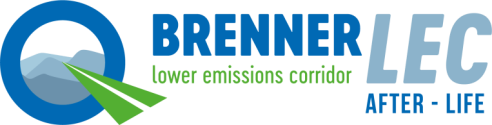 BRENNER LEC
lower emissions corridor
AFTER - LIFE